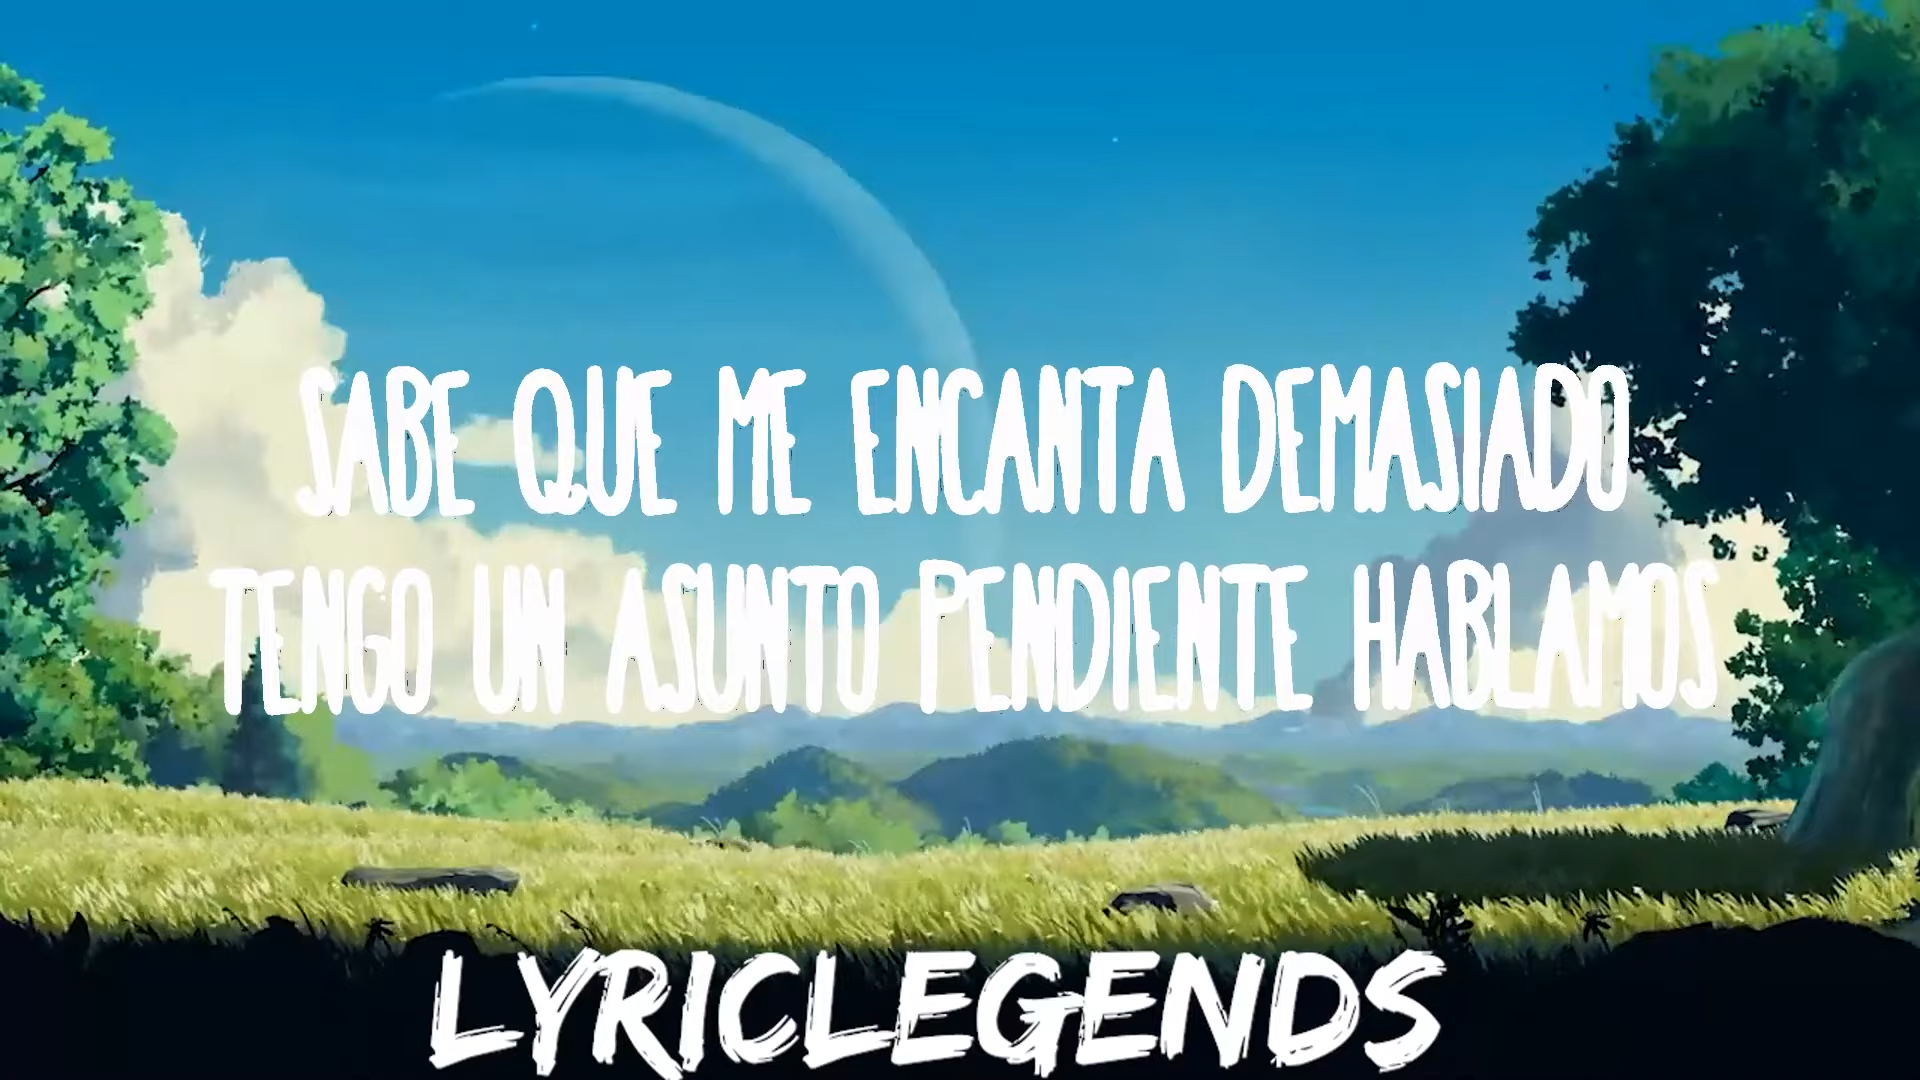 SABE QUE ME ENCANTA DEMASIADO
TENGO UN ASUNTO PENDIENTE HABLAMOS
LYRICLEGENDS